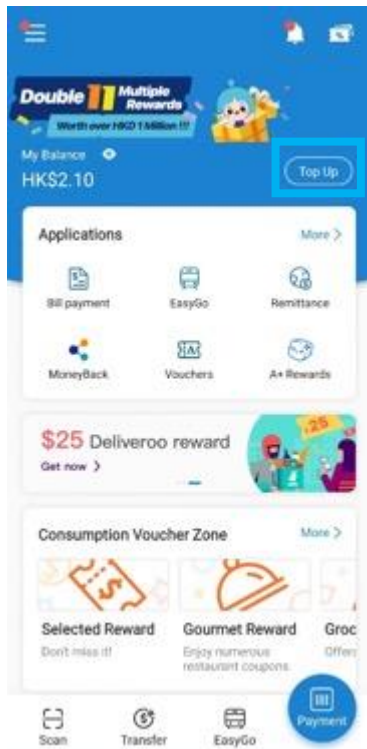 Double 11 Multiple
Rewards
Worth over HKD 1 Million !!!
My Balance
HK$2.10
Top Up
Applications
More >
Bill payment
EasyGo
Remittance
MoneyBack
Vouchers
A+ Rewards
$25 Deliveroo reward
Get now >
Consumption Voucher Zone
More >
Selected Reward
Gourmet Reward
Groc
Don't miss it!
Enjoy numerous
restaurant coupons
Offers
Scan
Transfer
EasyGo
Payment